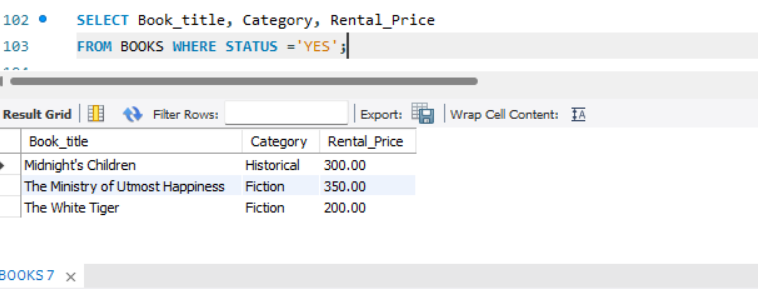 102 SELECT Book_title, Category, Rental_Price
103 FROM BOOKS WHERE STATUS ='YES';
Result Grid Filter Rows: Export: Wrap Cell Content:
Book_title Category Rental_Price
Midnight's Children Historical 300.00
The Ministry of Utmost Happiness Fiction 350.00
The White Tiger Fiction 200.00
BOOKS 7